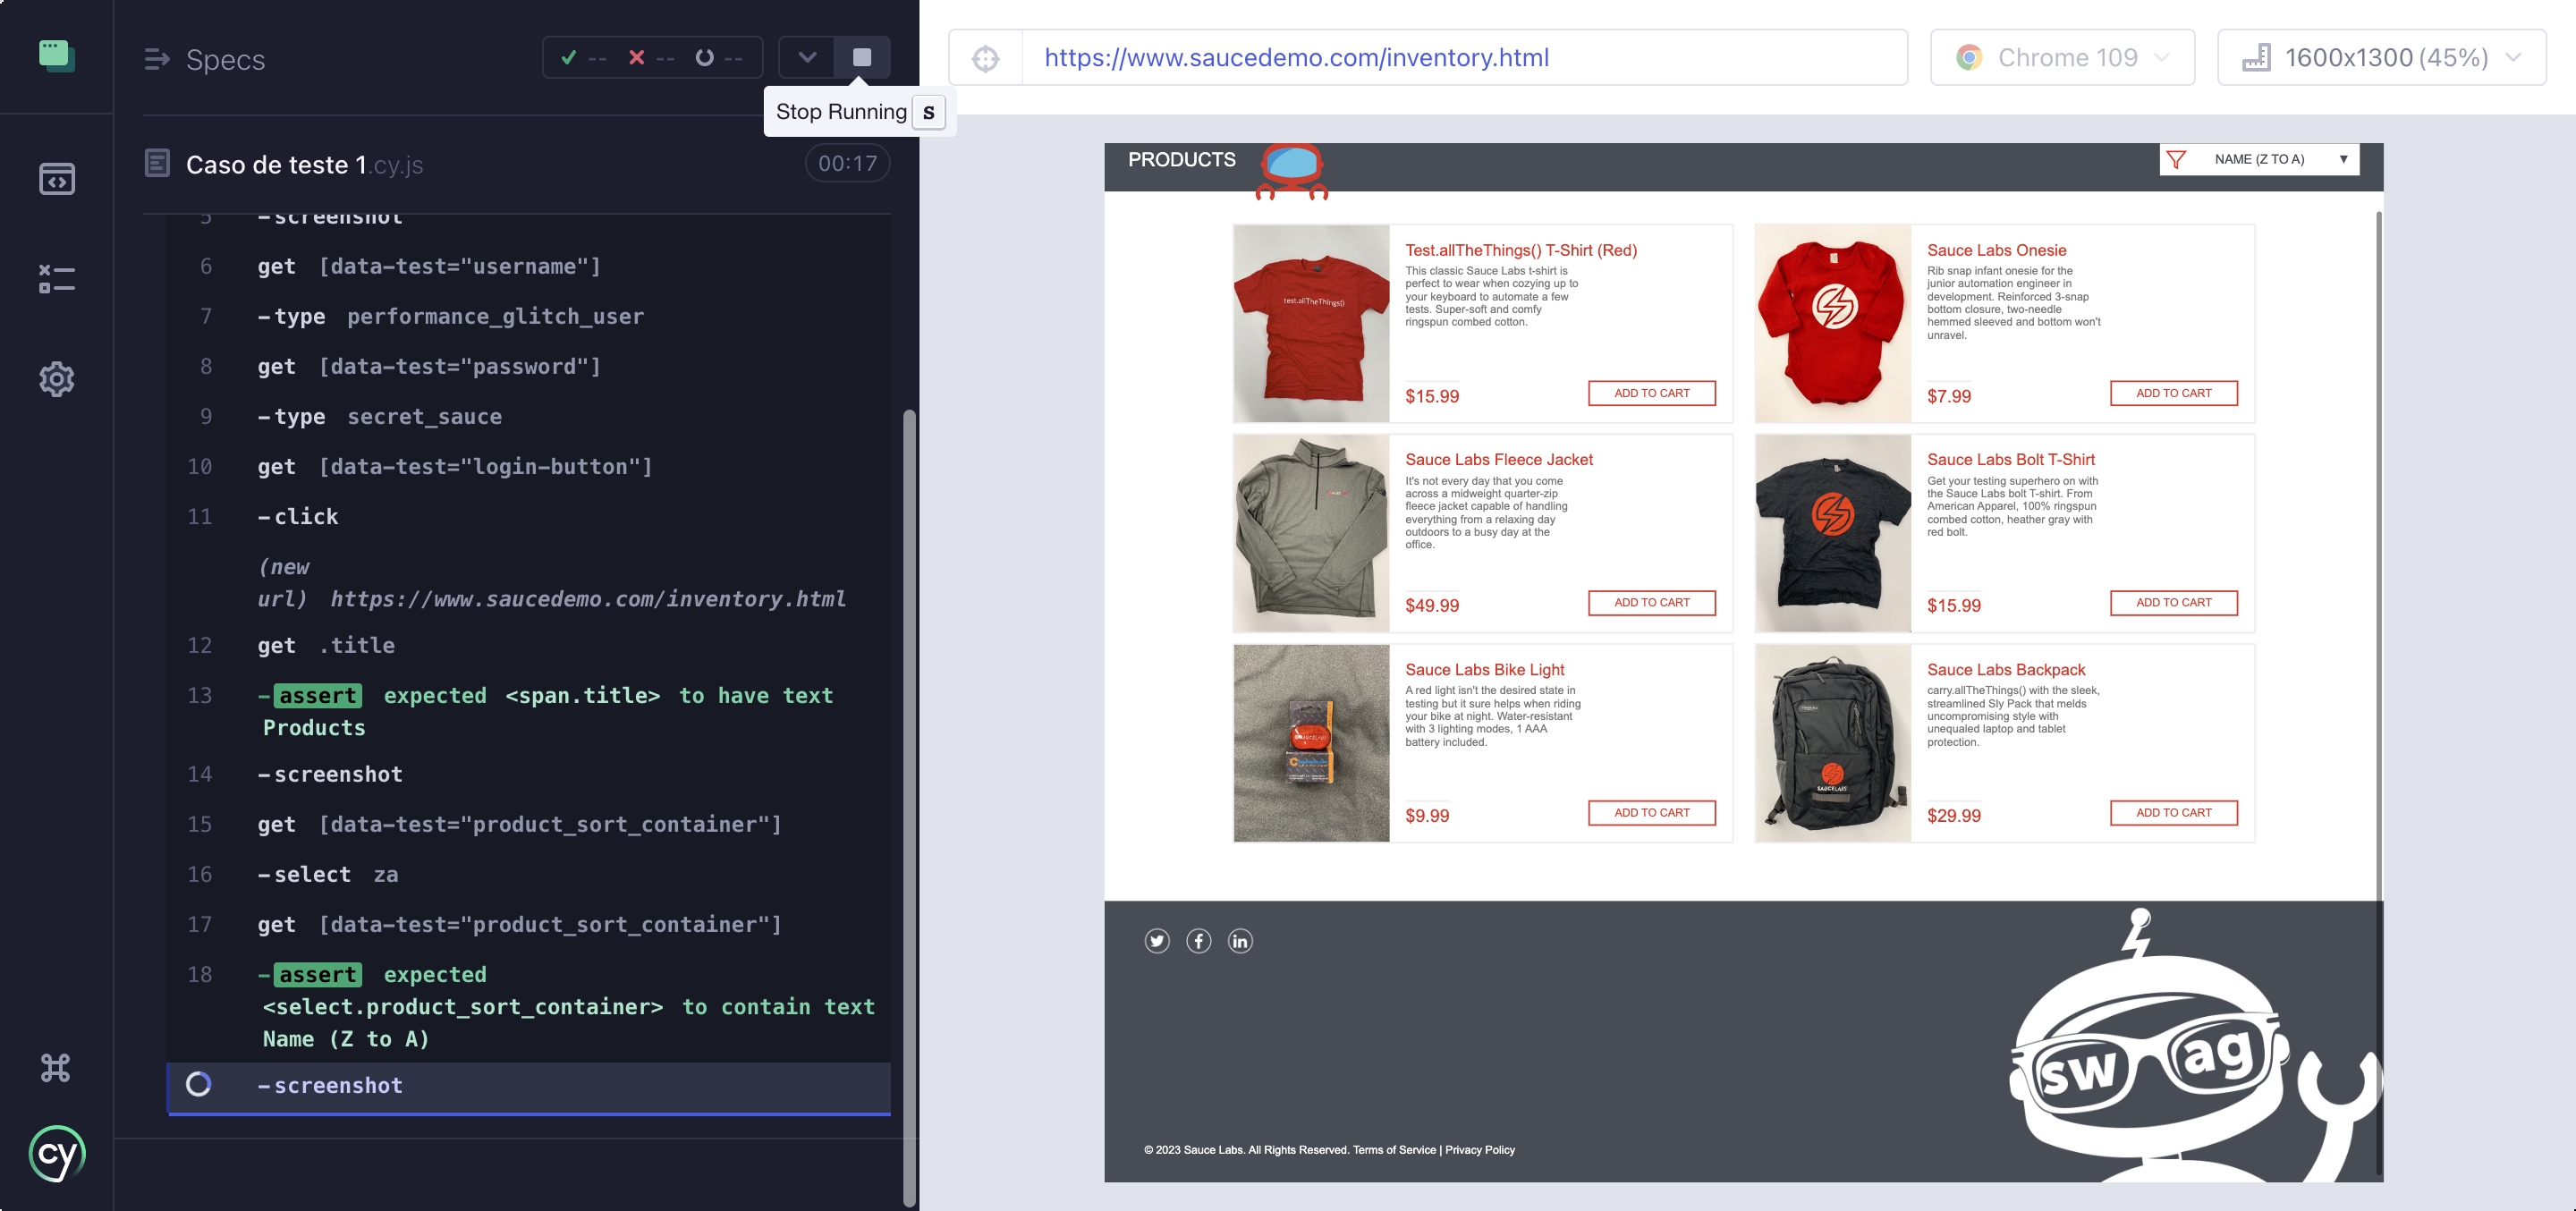 Specs
-- -- --
Stop Running S
Caso de teste 1.cy.js
00:17
5 -screenshot
6 get [data-test="username"]
7 -type performance_glitch_user
8 get [data-test="password"]
9 -type secret_sauce
10 get [data-test="login-button"]
11 -click
(new
url) https://www.saucedemo.com/inventory.html
12 get .title
13 -assert expected <span.title> to have text
Products
14 -screenshot
15 get [data-test="product_sort_container"]
16 -select za
17 get [data-test="product_sort_container"]
18 -assert expected
<select.product_sort_container> to contain text
Name (Z to A)
-screenshot
cy
https://www.saucedemo.com/inventory.html
Chrome 109
1600x1300 (45%)
PRODUCTS
NAME (Z TO A)
test.allTheThings()
Test.allTheThings() T-Shirt (Red)
This classic Sauce Labs t-shirt is
perfect to wear when cozying up to
your keyboard to automate a few
tests. Super-soft and comfy
ringspun combed cotton.
$15.99
ADD TO CART
Sauce Labs Onesie
Rib snap infant onesie for the
junior automation engineer in
development. Reinforced 3-snap
bottom closure, two-needle
hemmed sleeved and bottom won't
unravel.
$7.99
ADD TO CART
Sauce Labs Fleece Jacket
It's not every day that you come
across a midweight quarter-zip
fleece jacket capable of handling
everything from a relaxing day
outdoors to a busy day at the
office.
$49.99
ADD TO CART
Sauce Labs Bolt T-Shirt
Get your testing superhero on with
the Sauce Labs bolt T-shirt. From
American Apparel, 100% ringspun
combed cotton, heather gray with
red bolt.
$15.99
ADD TO CART
Sauce Labs Bike Light
A red light isn't the desired state in
testing but it sure helps when riding
your bike at night. Water-resistant
with 3 lighting modes, 1 AAA
battery included.
$9.99
ADD TO CART
SAUCELABS
Sauce Labs Backpack
carry.allTheThings() with the sleek,
streamlined Sly Pack that melds
uncompromising style with
unequaled laptop and tablet
protection.
$29.99
ADD TO CART
sw ag
© 2023 Sauce Labs. All Rights Reserved. Terms of Service | Privacy Policy